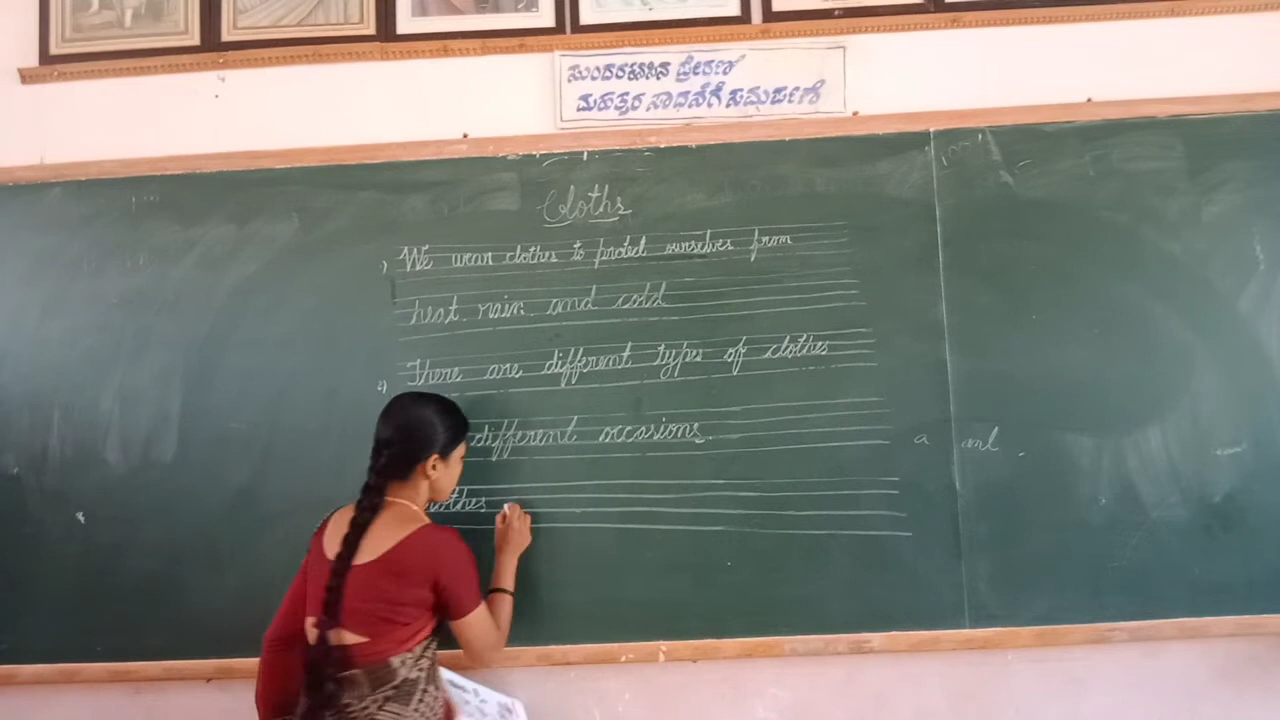 ಸುಂದರ ಕನಸಿನ ಪ್ರೇರಣೆ
ಮಹತ್ತರ ಸಾಧನೆಗೆ ಸಮರ್ಪಣೆ
Cloths
1) We wear clothes to protect ourselves from
heat. rain. and cold
2) There are different types of clothes
different occasions.
clothes